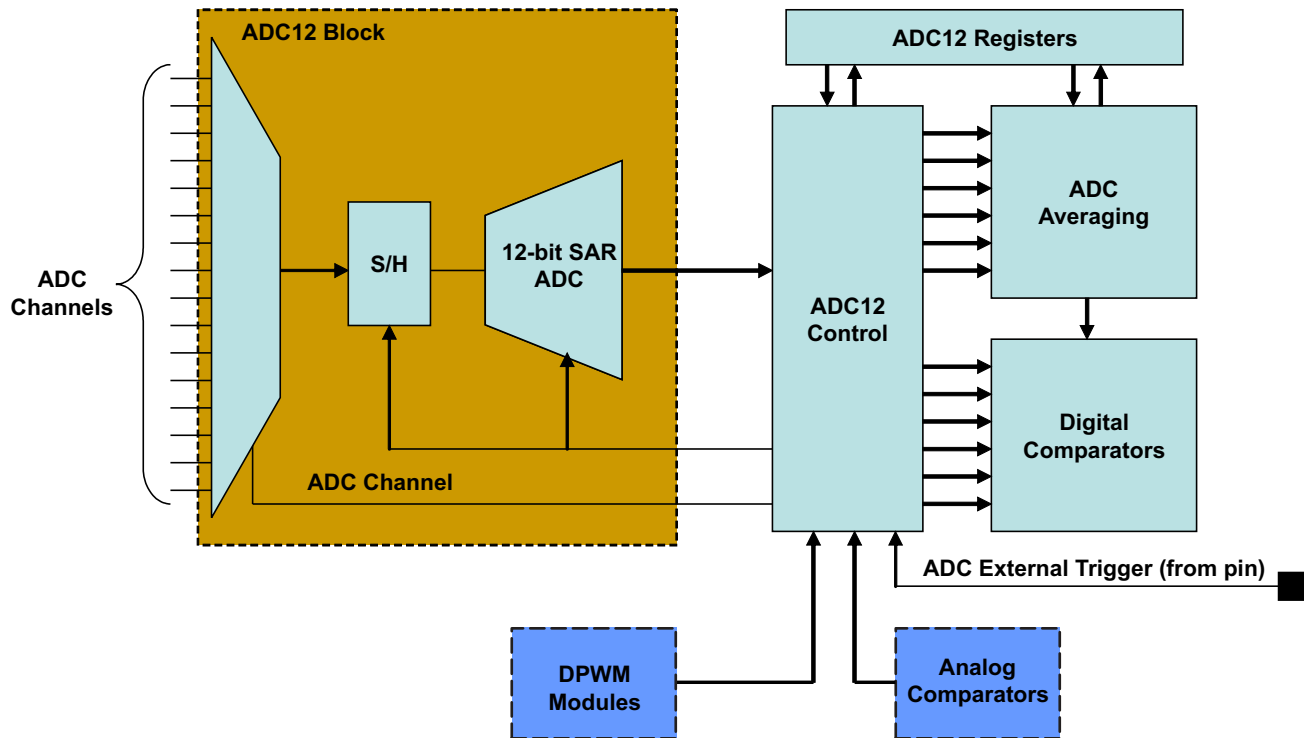 ADC12 Block
ADC12 Registers
ADC
Channels
S/H
12-bit SAR
ADC
ADC12
Control
ADC
Averaging
Digital
Comparators
ADC Channel
ADC External Trigger (from pin)
DPWM
Modules
Analog
Comparators